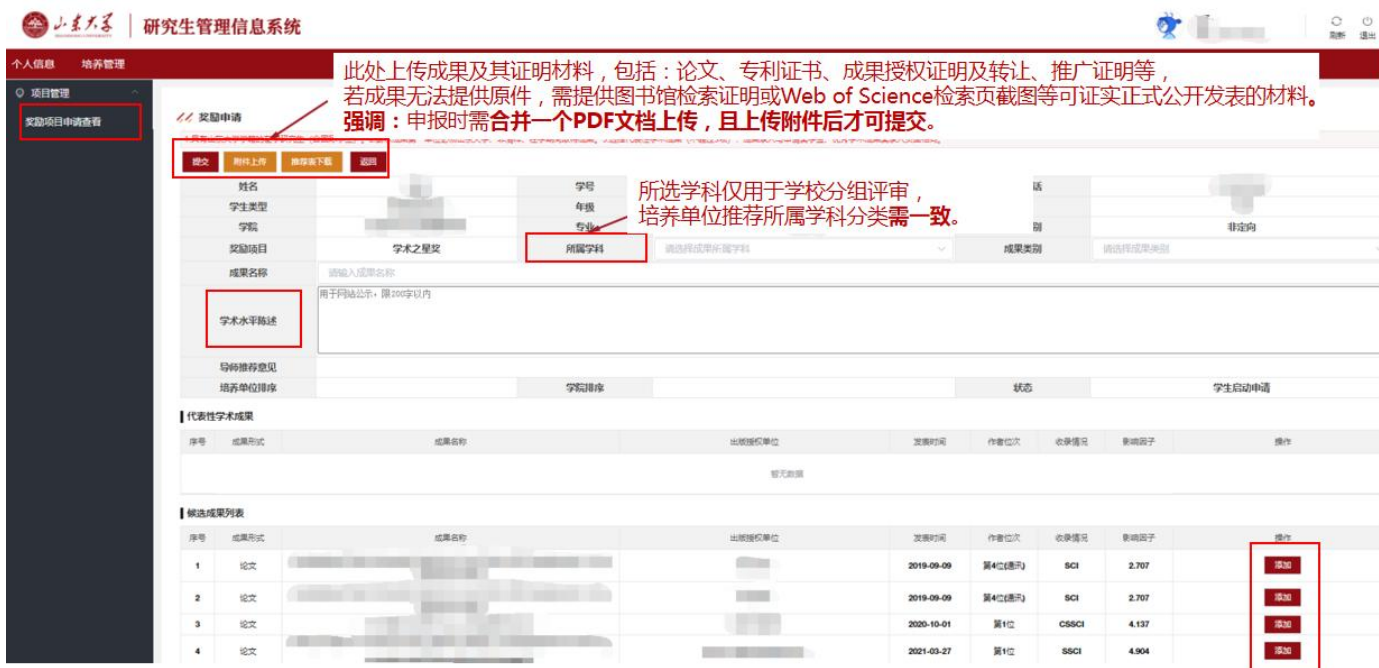 山东大学 研究生管理信息系统
刷新 退出
个人信息 培养管理
此处上传成果及其证明材料，包括：论文、专利证书、成果授权证明及转让、推广证明等，
若成果无法提供原件，需提供图书馆检索证明或Web of Science检索页截图等可证实正式公开发表的材料。
强调：申报时需合并一个PDF文档上传，且上传附件后才可提交。
项目管理
奖励项目申请查看
奖励申请
提交 附件上传 推荐表下载 返回
所选学科仅用于学校分组评审，
培养单位推荐所属学科分类需一致。
姓名 学号 话
学生类型 年级
学院 专业 别 非定向
奖励项目 学术之星奖 所属学科 请选择成果所属学科 成果类别 请选择成果类别
成果名称 请输入成果名称
学术水平陈述 用于网站公示，限200字以内
导师推荐意见
培养单位排序 学院排序 状态 学生启动申请
代表性学术成果
序号 成果形式 成果名称 出版授权单位 发表时间 作者位次 收录情况 影响因子 操作
暂无数据
候选成果列表
序号 成果形式 成果名称 出版授权单位 发表时间 作者位次 收录情况 影响因子 操作
1 论文 2019-09-09 第4位(通讯) SCI 2.707 添加
2 论文 2019-09-09 第4位(通讯) SCI 2.707 添加
3 论文 2020-10-01 第1位 CSSCI 4.137 添加
4 论文 2021-03-27 第1位 SSCI 4.904 添加